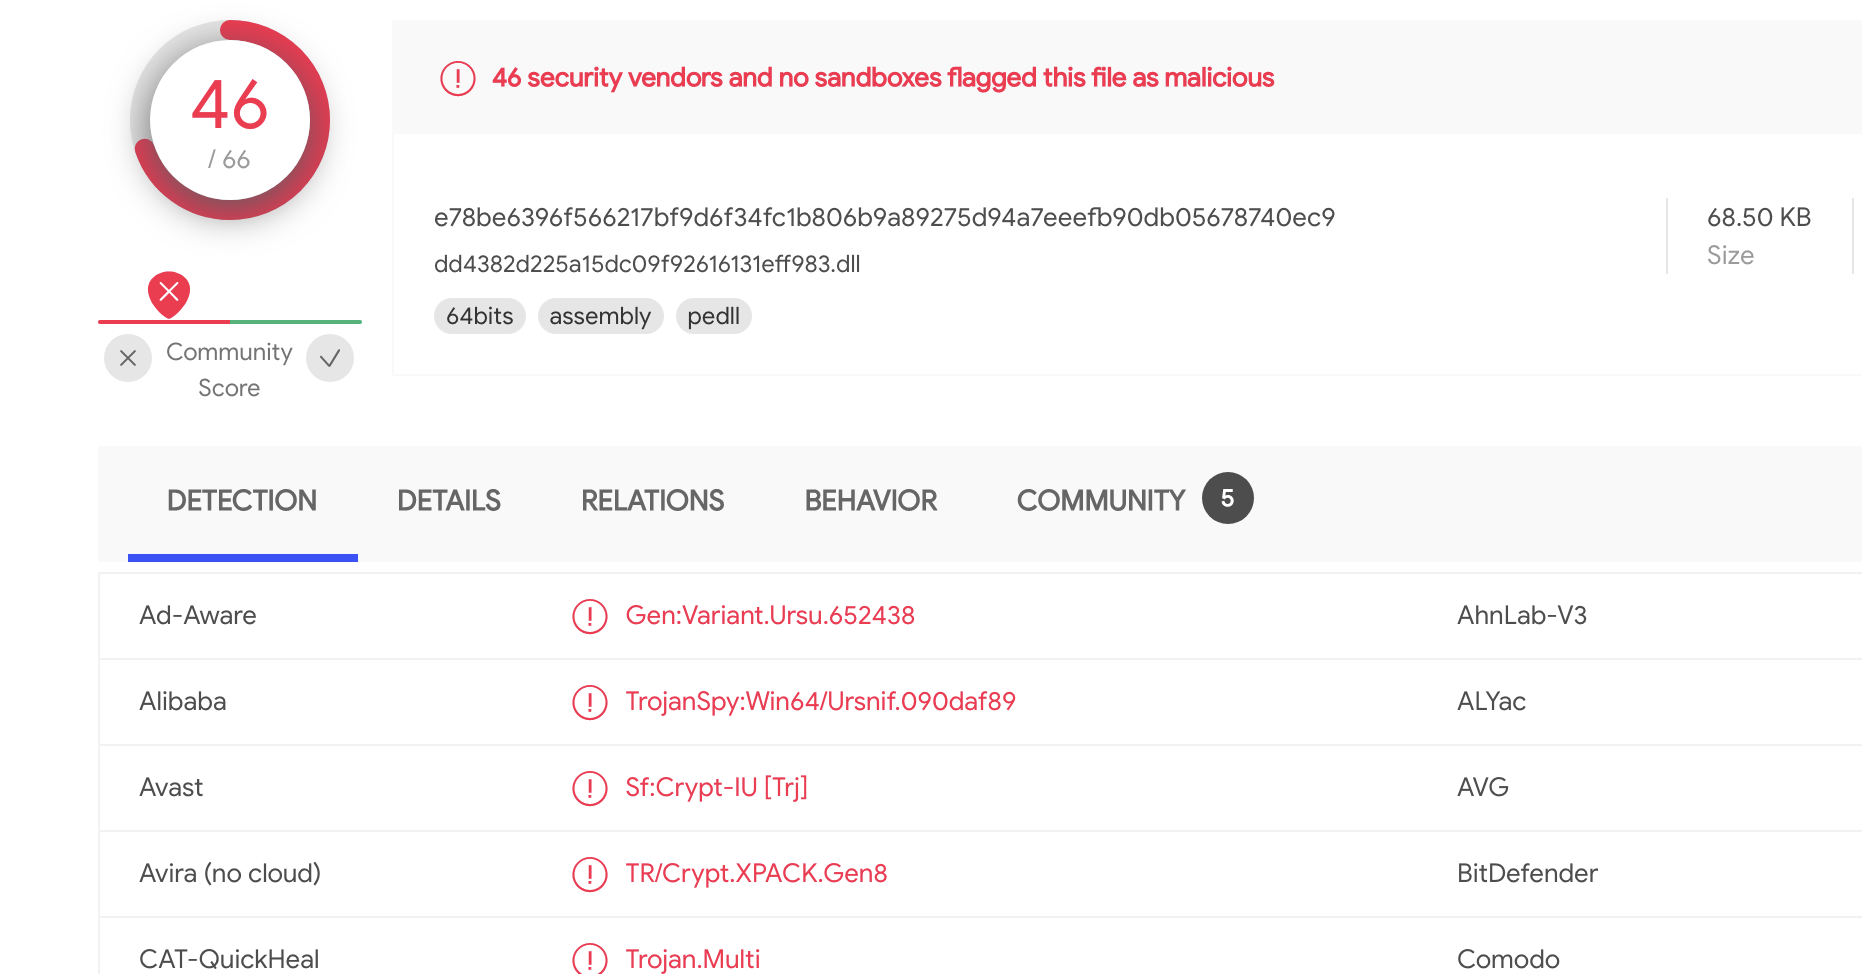 46
/ 66
Community
Score
46 security vendors and no sandboxes flagged this file as malicious
e78be6396f566217bf9d6f34fc1b806b9a89275d94a7eeefb90db05678740ec9
dd4382d225a15dc09f92616131eff983.dll
64bits assembly pedll
68.50 KB
Size
DETECTION DETAILS RELATIONS BEHAVIOR COMMUNITY 5
Ad-Aware Gen:Variant.Ursu.652438 AhnLab-V3
Alibaba TrojanSpy:Win64/Ursnif.090daf89 ALYac
Avast Sf:Crypt-IU [Trj] AVG
Avira (no cloud) TR/Crypt.XPACK.Gen8 BitDefender
CAT-QuickHeal Trojan.Multi Comodo